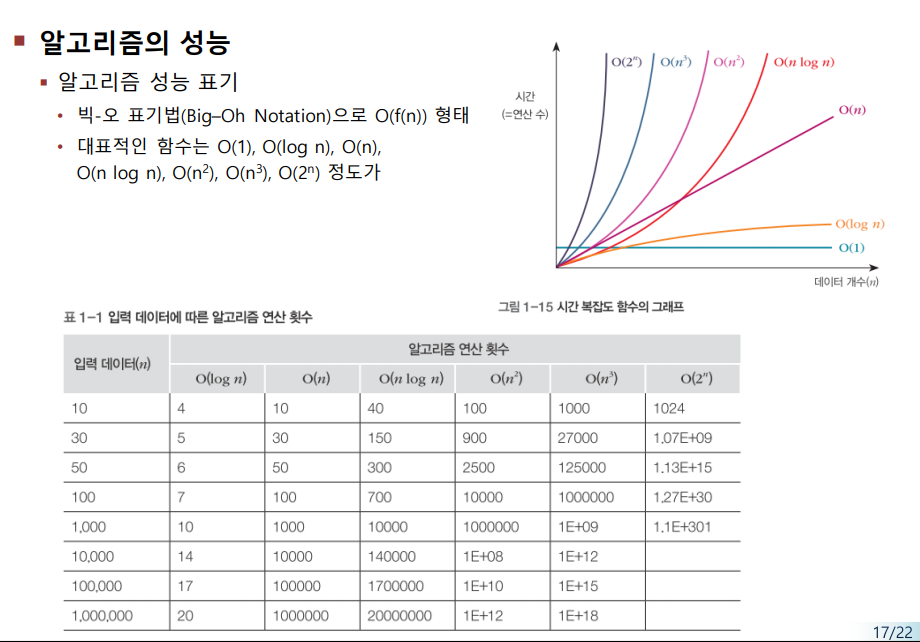 알고리즘의 성능
알고리즘 성능 표기
빅-오 표기법(Big–Oh Notation)으로 O(f(n)) 형태
대표적인 함수는 O(1), O(log n), O(n),
O(n log n), O(n²), O(n³), O(2ⁿ) 정도가
시간
(=연산 수)
O(2ⁿ) O(n³) O(n²) O(n log n)
O(n)
O(log n)
O(1)
데이터 개수(n)
그림 1-15 시간 복잡도 함수의 그래프
표 1-1 입력 데이터에 따른 알고리즘 연산 횟수
입력 데이터(n) 알고리즘 연산 횟수
O(log n) O(n) O(n log n) O(n²) O(n³) O(2ⁿ)
10 4 10 40 100 1000 1024
30 5 30 150 900 27000 1.07E+09
50 6 50 300 2500 125000 1.13E+15
100 7 100 700 10000 1000000 1.27E+30
1,000 10 1000 10000 1000000 1E+09 1.1E+301
10,000 14 10000 140000 1E+08 1E+12
100,000 17 100000 1700000 1E+10 1E+15
1,000,000 20 1000000 20000000 1E+12 1E+18
17/22